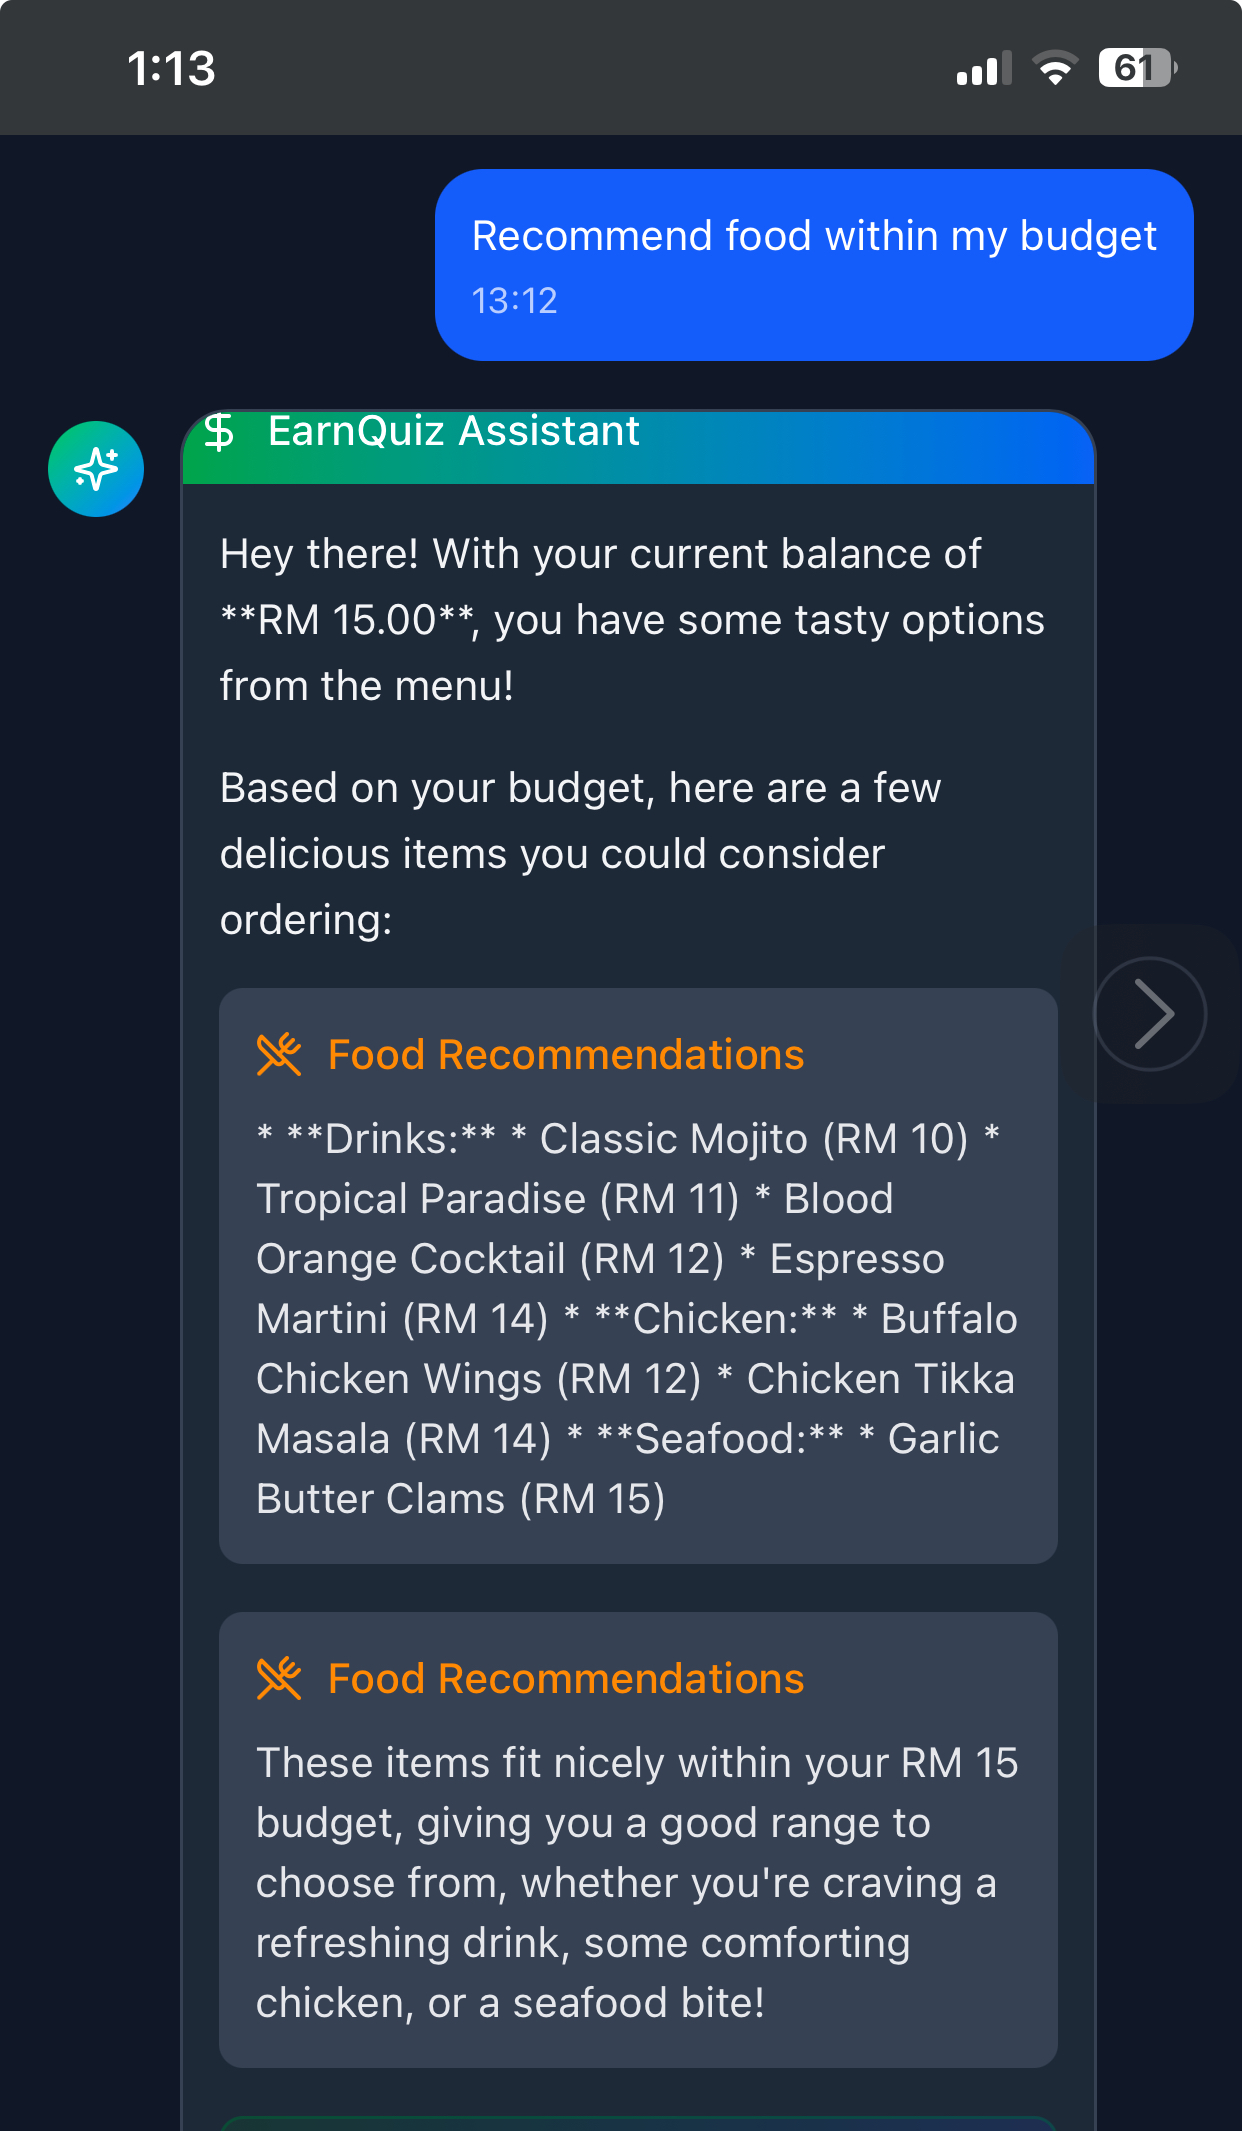 1:13
61
Recommend food within my budget
13:12
$ EarnQuiz Assistant
Hey there! With your current balance of
**RM 15.00**, you have some tasty options
from the menu!
Based on your budget, here are a few
delicious items you could consider
ordering:
Food Recommendations
* **Drinks:** * Classic Mojito (RM 10) *
Tropical Paradise (RM 11) * Blood
Orange Cocktail (RM 12) * Espresso
Martini (RM 14) * **Chicken:** * Buffalo
Chicken Wings (RM 12) * Chicken Tikka
Masala (RM 14) * **Seafood:** * Garlic
Butter Clams (RM 15)
Food Recommendations
These items fit nicely within your RM 15
budget, giving you a good range to
choose from, whether you're craving a
refreshing drink, some comforting
chicken, or a seafood bite!